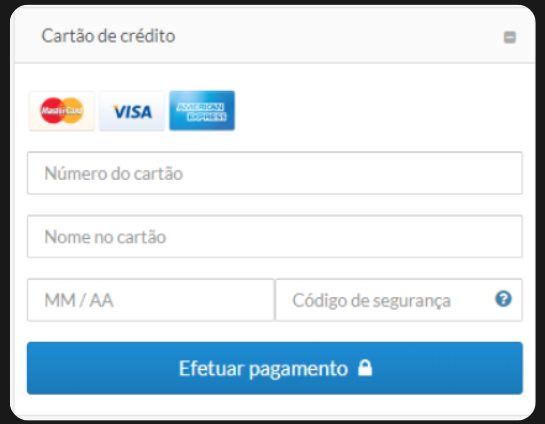 Cartão de crédito
MasterCard VISA AMERICAN EXPRESS
Número do cartão
Nome no cartão
MM / AA Código de segurança ?
Efetuar pagamento